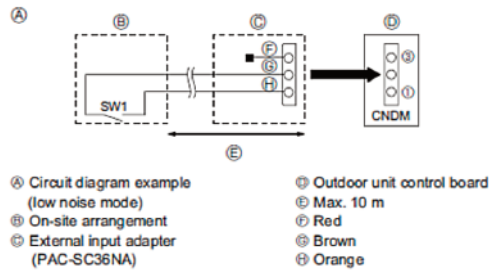 Ⓐ
Ⓑ
Ⓒ
Ⓓ
Ⓕ
Ⓖ
Ⓗ
③
①
SW1
CNDM
Ⓔ
Ⓐ Circuit diagram example
(low noise mode)
Ⓑ On-site arrangement
Ⓒ External input adapter
(PAC-SC36NA)
Ⓓ Outdoor unit control board
Ⓔ Max. 10 m
Ⓕ Red
Ⓖ Brown
Ⓗ Orange